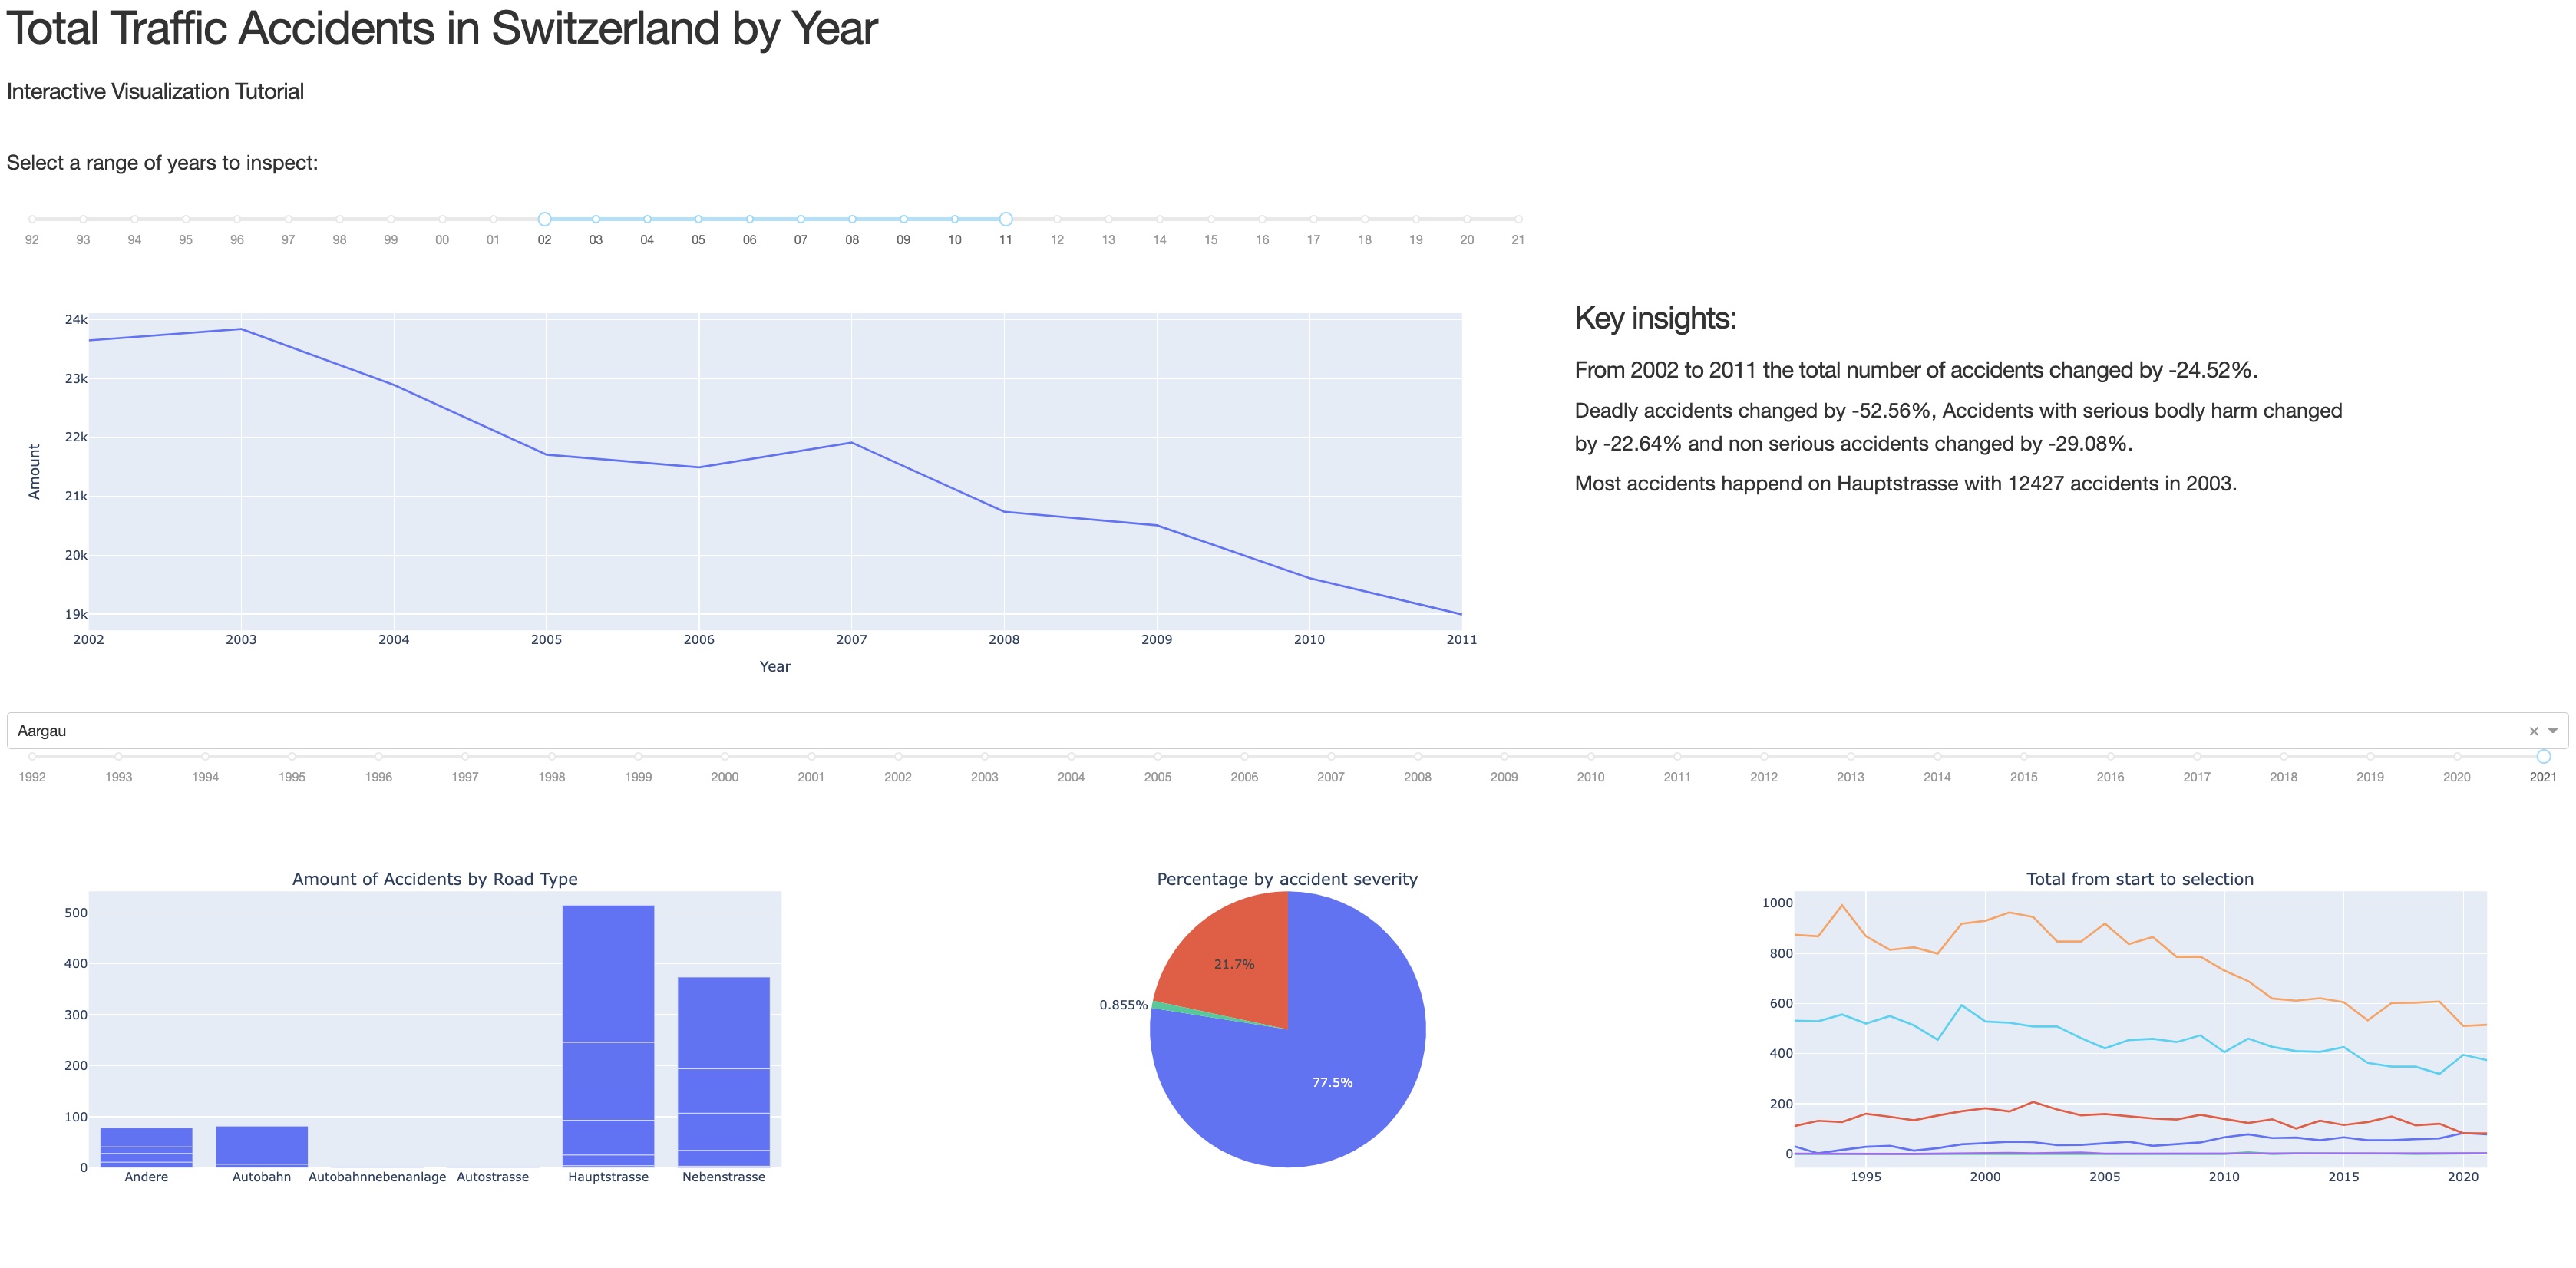 Total Traffic Accidents in Switzerland by Year
Interactive Visualization Tutorial
Select a range of years to inspect:
92 93 94 95 96 97 98 99 00 01 02 03 04 05 06 07 08 09 10 11 12 13 14 15 16 17 18 19 20 21
24k
23k
22k
21k
20k
19k
Amount
2002 2003 2004 2005 2006 2007 2008 2009 2010 2011
Year
Key insights:
From 2002 to 2011 the total number of accidents changed by -24.52%.
Deadly accidents changed by -52.56%, Accidents with serious bodly harm changed
by -22.64% and non serious accidents changed by -29.08%.
Most accidents happend on Hauptstrasse with 12427 accidents in 2003.
Aargau
1992 1993 1994 1995 1996 1997 1998 1999 2000 2001 2002 2003 2004 2005 2006 2007 2008 2009 2010 2011 2012 2013 2014 2015 2016 2017 2018 2019 2020 2021
Amount of Accidents by Road Type
500
400
300
200
100
0
Andere Autobahn Autobahnnebenanlage Autostrasse Hauptstrasse Nebenstrasse
Percentage by accident severity
21.7%
0.855%
77.5%
Total from start to selection
1000
800
600
400
200
0
1995 2000 2005 2010 2015 2020